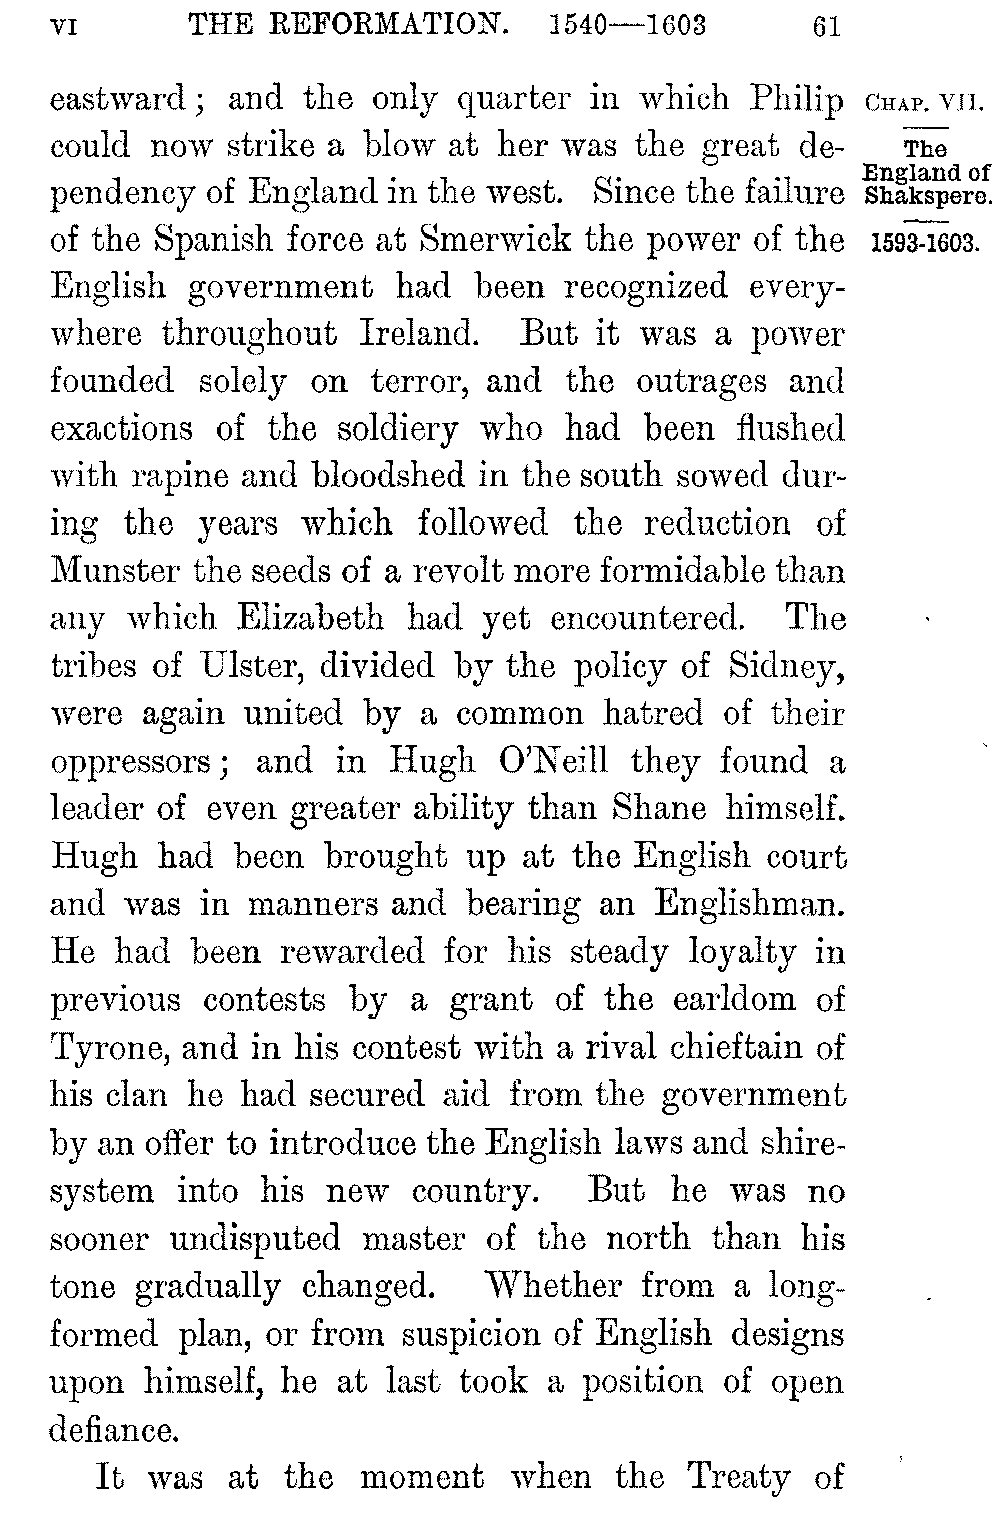 VI THE REFORMATION. 1540—1603 61
eastward; and the only quarter in which Philip
could now strike a blow at her was the great de-
pendency of England in the west. Since the failure
of the Spanish force at Smerwick the power of the
English government had been recognized every-
where throughout Ireland. But it was a power
founded solely on terror, and the outrages and
exactions of the soldiery who had been flushed
with rapine and bloodshed in the south sowed dur-
ing the years which followed the reduction of
Munster the seeds of a revolt more formidable than
any which Elizabeth had yet encountered. The
tribes of Ulster, divided by the policy of Sidney,
were again united by a common hatred of their
oppressors; and in Hugh O'Neill they found a
leader of even greater ability than Shane himself.
Hugh had been brought up at the English court
and was in manners and bearing an Englishman.
He had been rewarded for his steady loyalty in
previous contests by a grant of the earldom of
Tyrone, and in his contest with a rival chieftain of
his clan he had secured aid from the government
by an offer to introduce the English laws and shire-
system into his new country. But he was no
sooner undisputed master of the north than his
tone gradually changed. Whether from a long-
formed plan, or from suspicion of English designs
upon himself, he at last took a position of open
defiance.
It was at the moment when the Treaty of
CHAP. VII.
The
England of
Shakspere.
1593-1603.